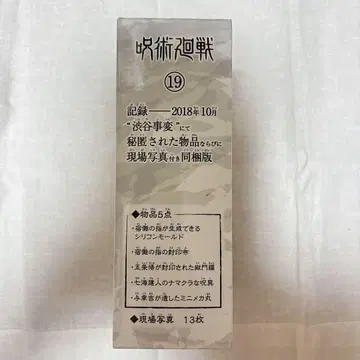 呪術廻戦
⑲
記録――2018年10月
“渋谷事変”にて
秘匿された物品ならびに
現場写真付き同梱版
◆物品5点
・宿儺の指が生成できる
シリコンモールド
・宿儺の指の封印布
・五条悟が封印された獄門疆
・七海建人のナマクラな呪具
・与幸吉が遺したミニメカ丸
◆現場写真 13枚